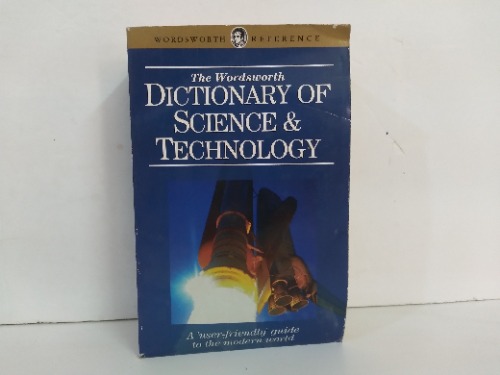 WORDSWORTH REFERENCE
The Wordsworth
DICTIONARY OF
SCIENCE &
TECHNOLOGY
A 'user-friendly' guide
to the modern world